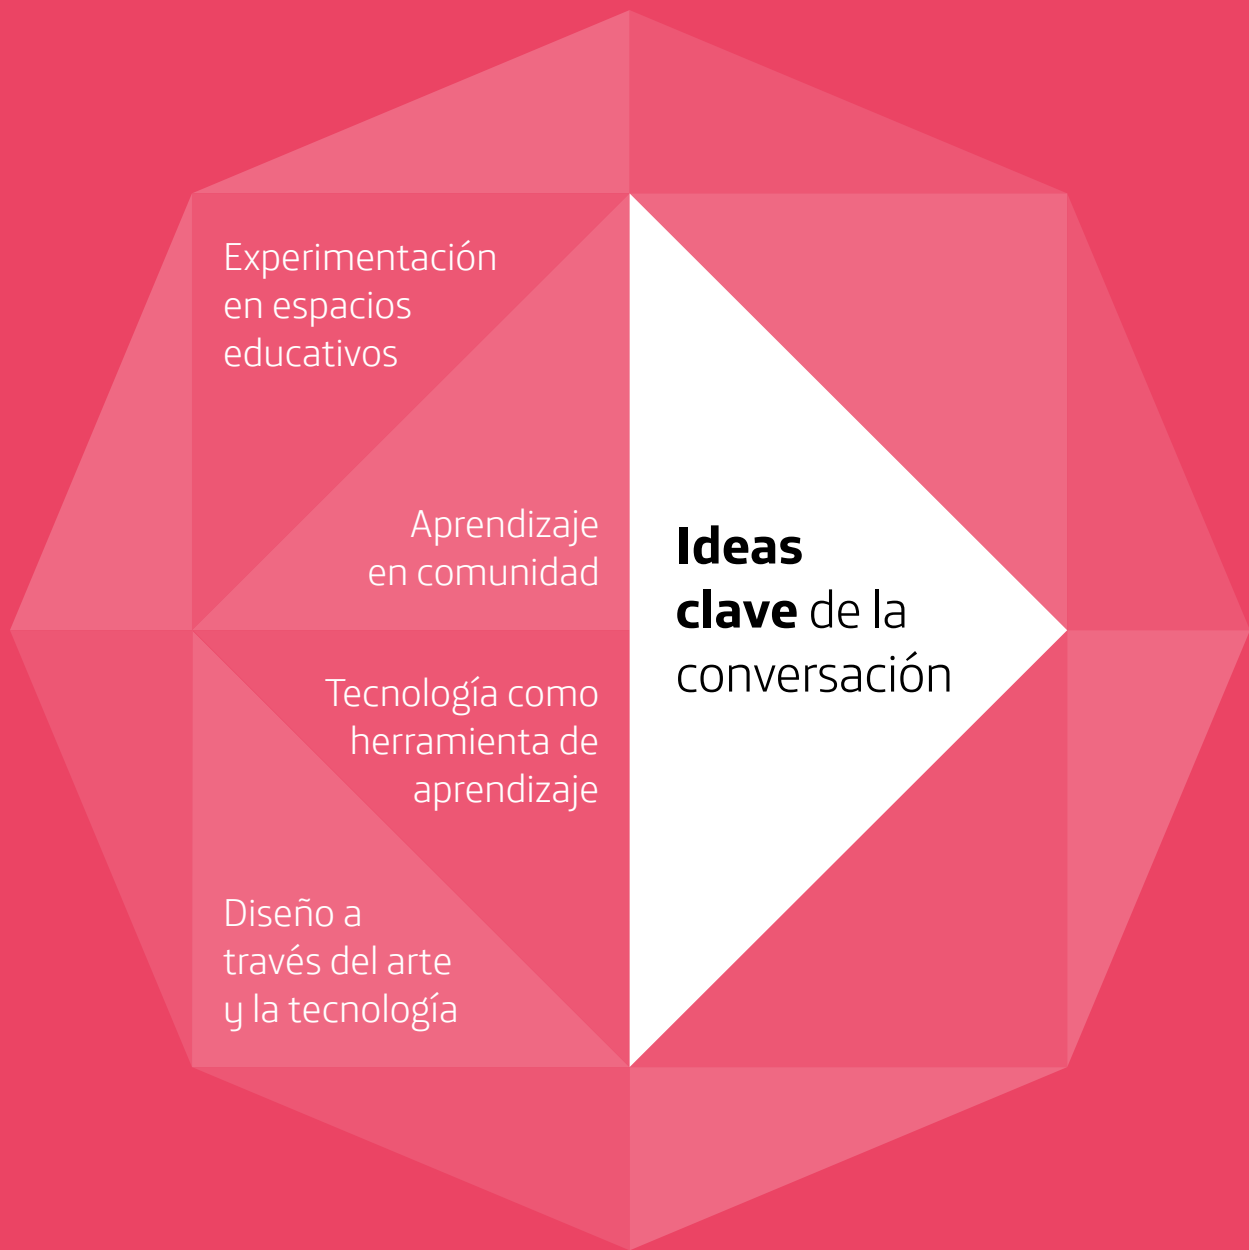 Experimentación
en espacios
educativos
Aprendizaje
en comunidad
Tecnología como
herramienta de
aprendizaje
Diseño a
través del arte
y la tecnología
Ideas
clave de la
conversación